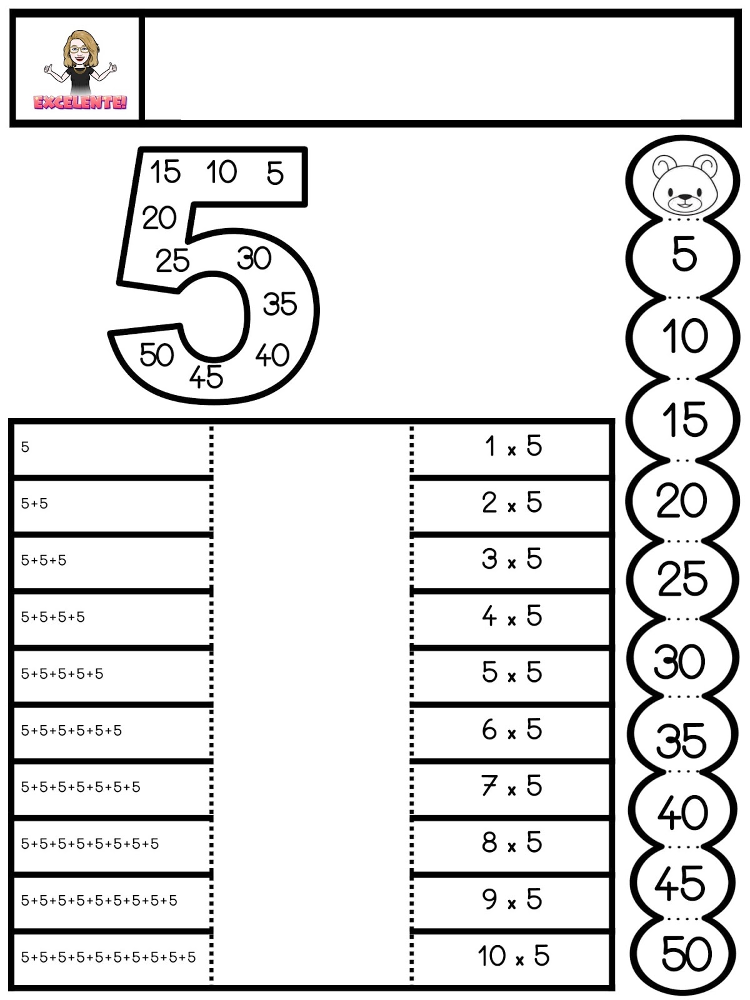 EXCELENTE!
15 10 5
20
25 30
35
50 40
45
5
5+5
5+5+5
5+5+5+5
5+5+5+5+5
5+5+5+5+5+5
5+5+5+5+5+5+5
5+5+5+5+5+5+5+5
5+5+5+5+5+5+5+5+5
5+5+5+5+5+5+5+5+5+5
1 x 5
2 x 5
3 x 5
4 x 5
5 x 5
6 x 5
7 x 5
8 x 5
9 x 5
10 x 5
5
10
15
20
25
30
35
40
45
50